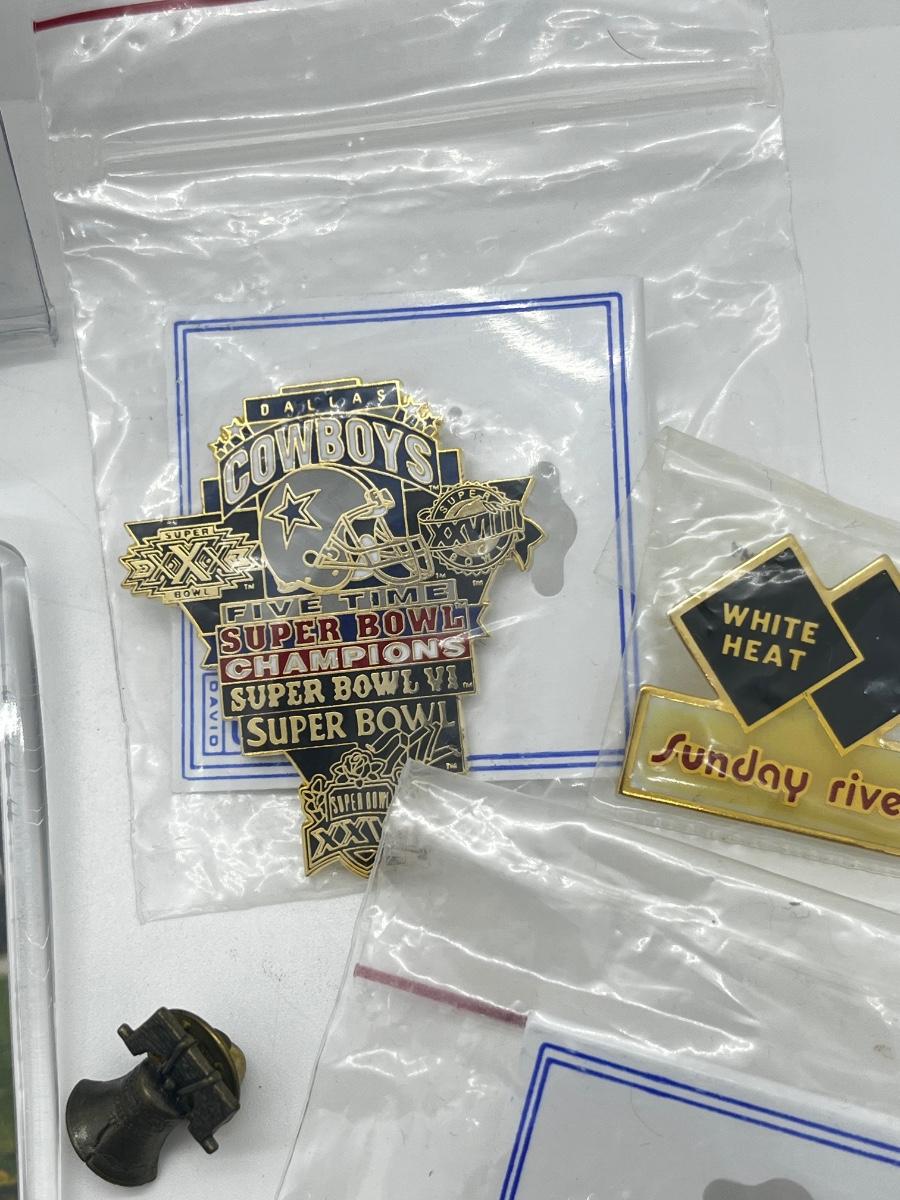 DALLAS
COWBOYS
SUPER
XXX
BOWL
SUPER
XXVIII
FIVE TIME
SUPER BOWL
CHAMPIONS
SUPER BOWL VI
SUPER BOWL
SUPER BOWL
DAVID
WHITE
HEAT
Sunday rive